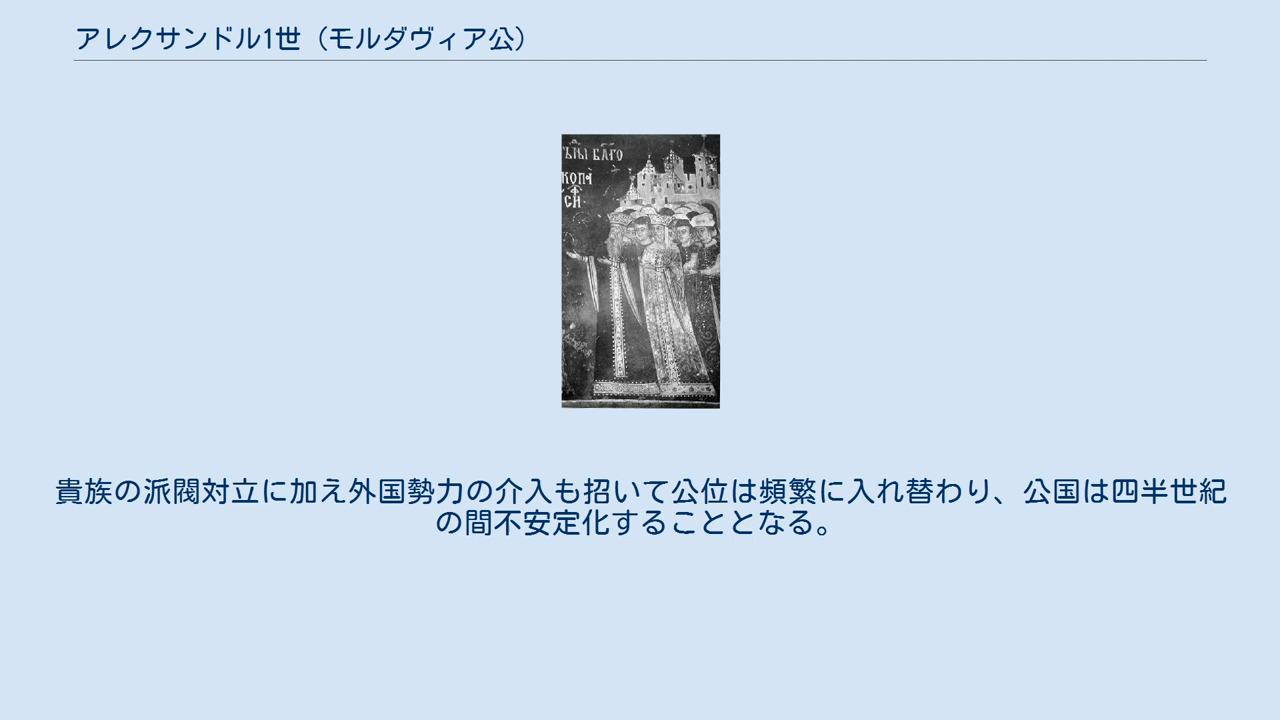 アレクサンドル1世（モルダヴィア公）
貴族の派閥対立に加え外国勢力の介入も招いて公位は頻繁に入れ替わり、公国は四半世紀
の間不安定化することとなる。